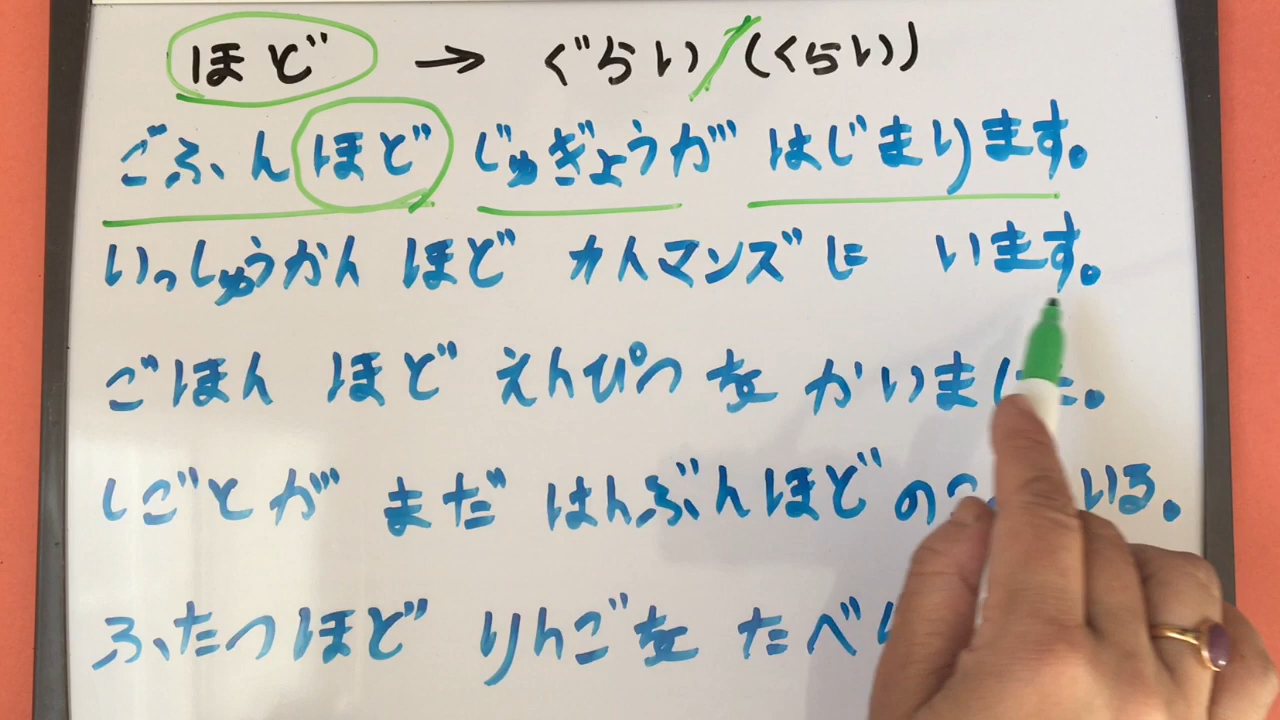 ほど → ぐらい/(くらい)
ごふんほど じゅぎょうが はじまります。
いっしゅうかん ほど カトマンズに います。
ごほん ほど えんぴつ を かいました。
しごとが まだ はんぶんほど の いる。
ふたつほど りんごを たべ